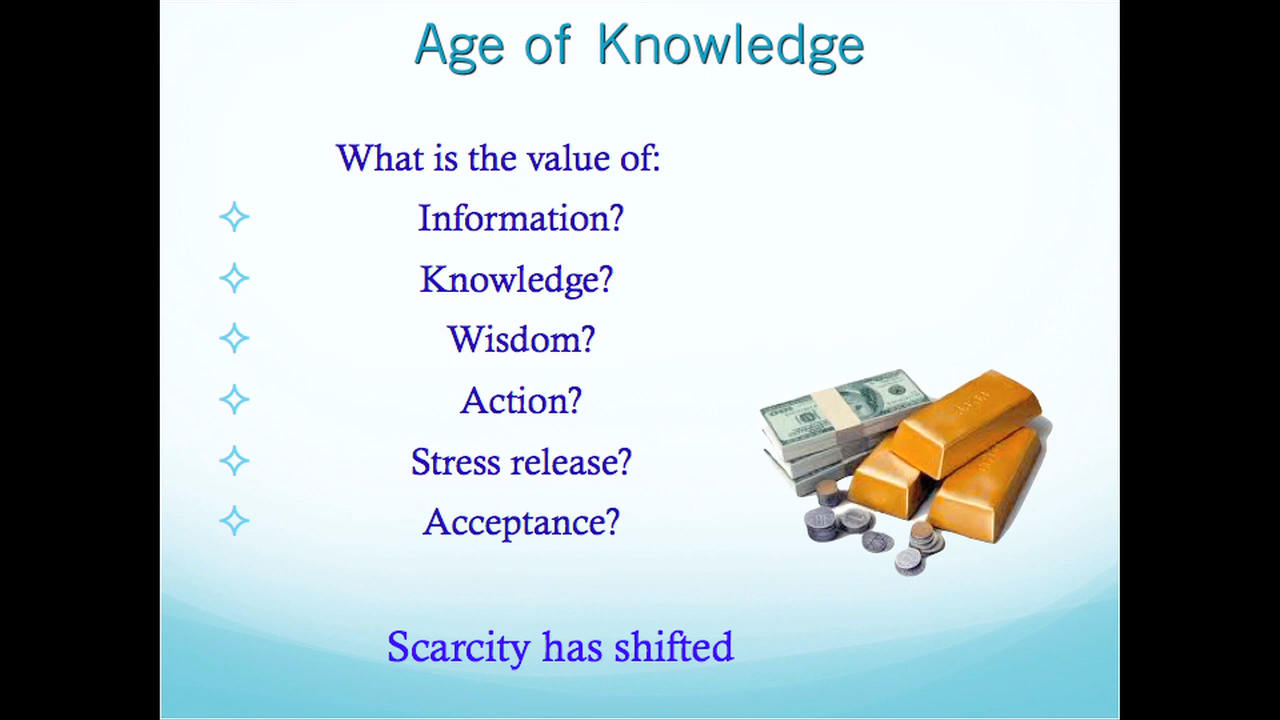 Age of Knowledge
What is the value of:
Information?
Knowledge?
Wisdom?
Action?
Stress release?
Acceptance?
Scarcity has shifted